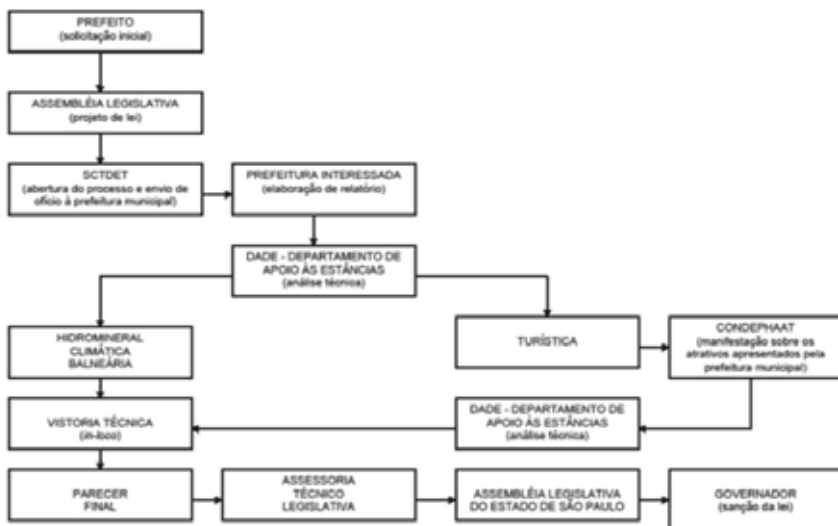 PREFEITO
(solicitação inicial)
ASSEMBLÉIA LEGISLATIVA
(projeto de lei)
SCTDET
(abertura do processo e envio de
ofício à prefeitura municipal)
PREFEITURA INTERESSADA
(elaboração de relatório)
DADE - DEPARTAMENTO DE
APOIO ÀS ESTÂNCIAS
(análise técnica)
HIDROMINERAL
CLIMÁTICA
BALNEÁRIA
TURÍSTICA
CONDEPHAAT
(manifestação sobre os
atrativos apresentados pela
prefeitura municipal)
VISTORIA TÉCNICA
(in-loco)
DADE - DEPARTAMENTO DE
APOIO ÀS ESTÂNCIAS
(análise técnica)
PARECER
FINAL
ASSESSORIA
TÉCNICO
LEGISLATIVA
ASSEMBLÉIA LEGISLATIVA
DO ESTADO DE SÃO PAULO
GOVERNADOR
(sanção da lei)